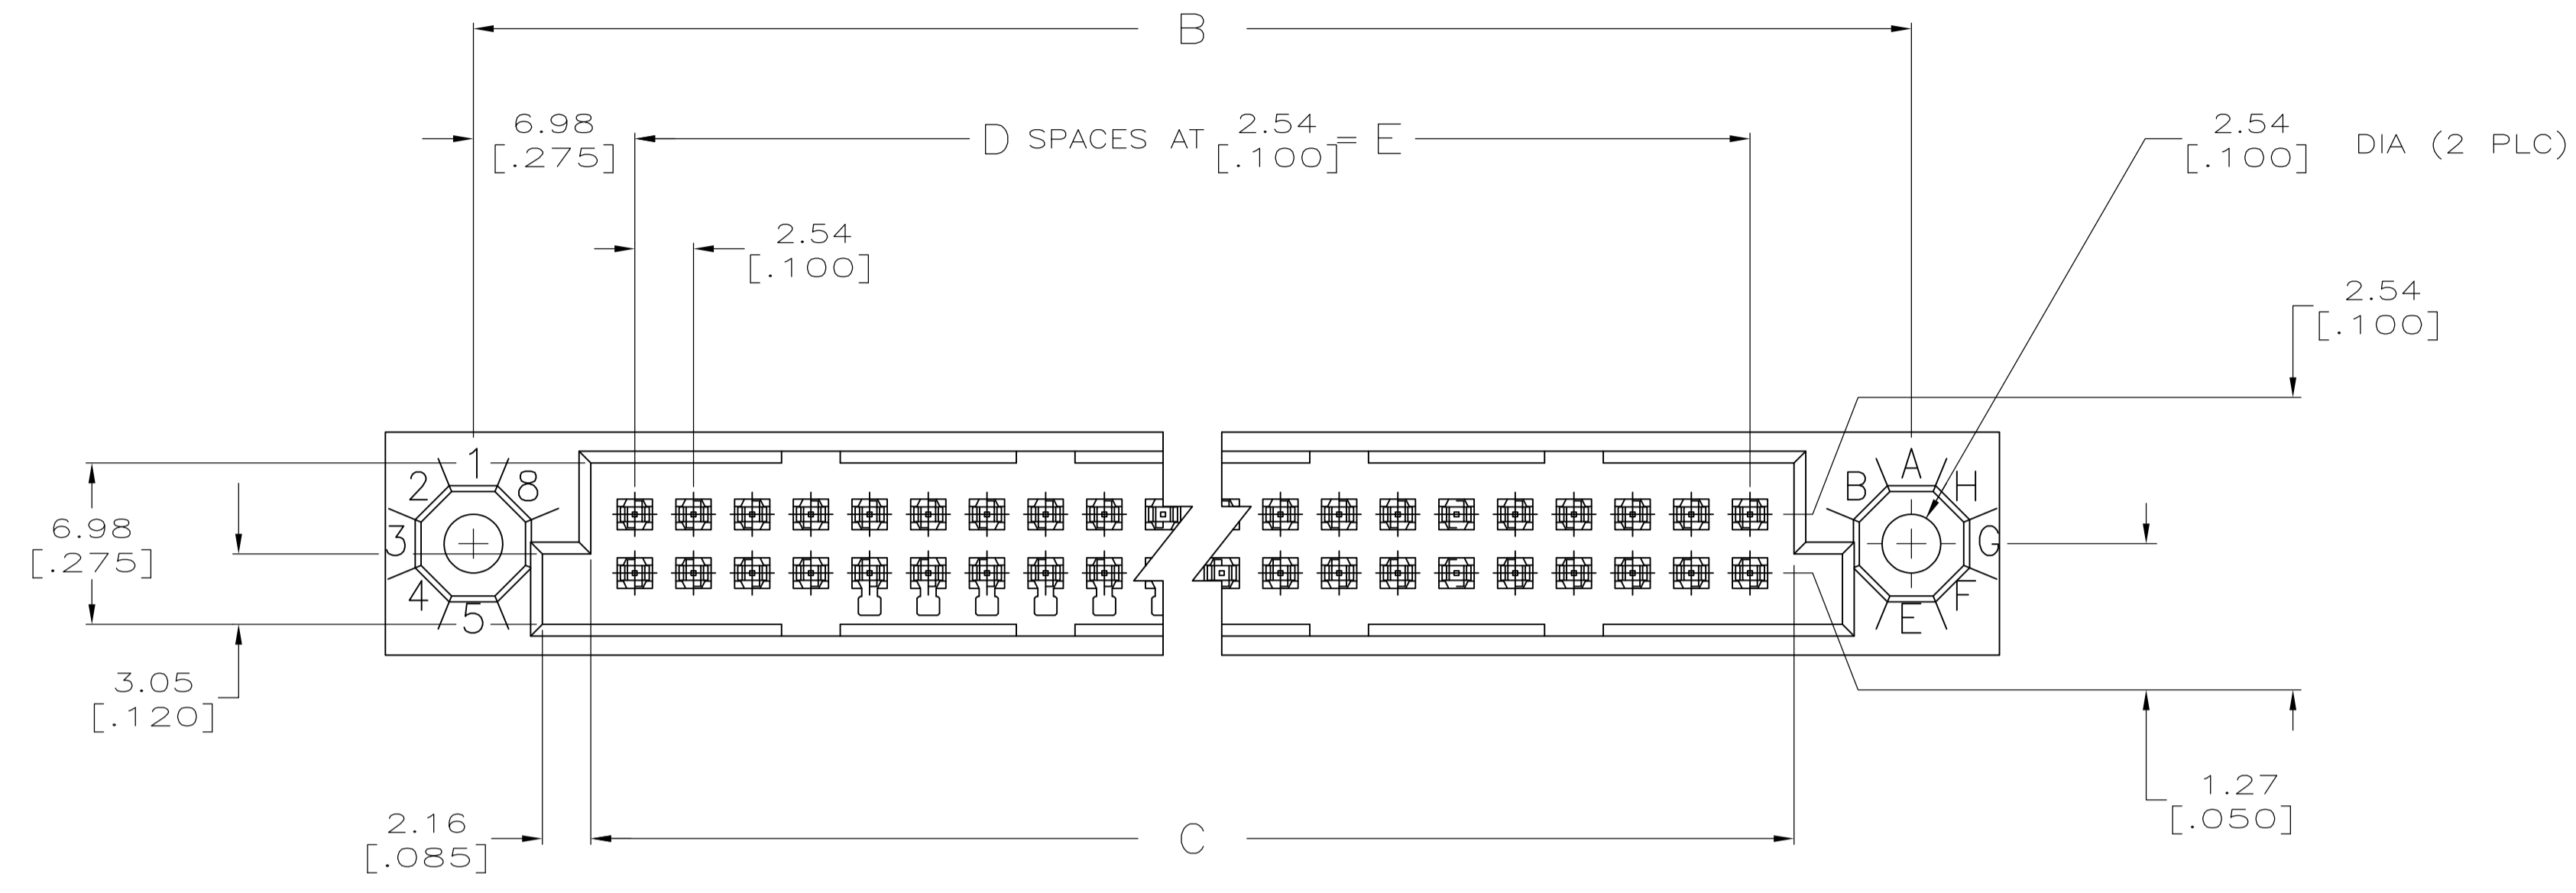 B
6.98
[.275]
D SPACES AT 2.54 [.100] = E
2.54
[.100]
DIA (2 PLC)
2.54
[.100]
2.54
[.100]
1
2
8
3
4
5
A
B
H
G
F
E
6.98
[.275]
3.05
[.120]
2.16
[.085]
C
1.27
[.050]